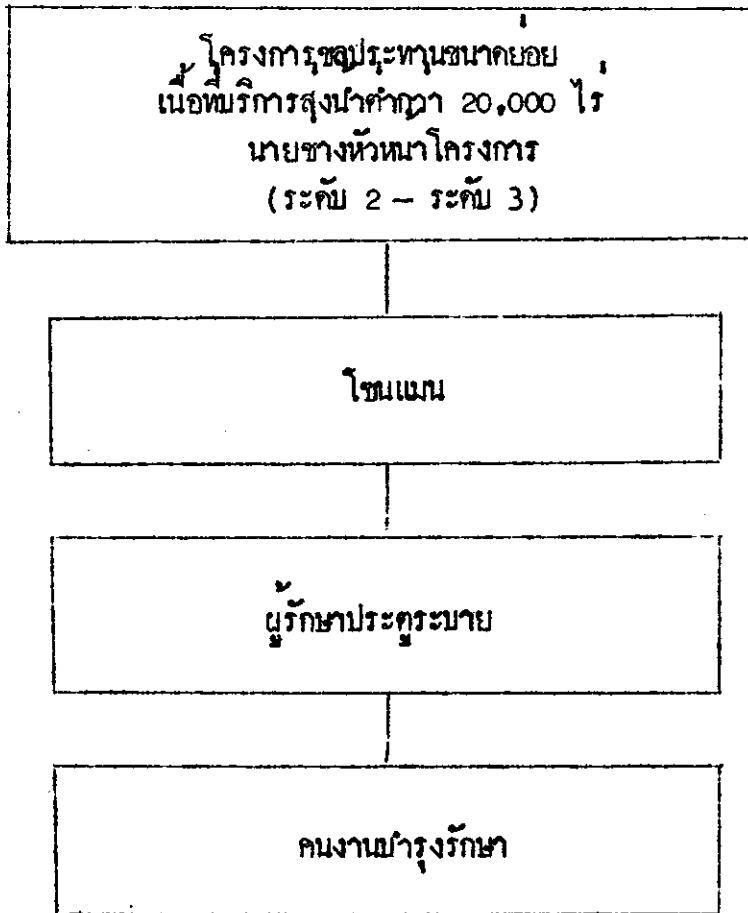 โครงการชลประทานขนาดย่อย
เนื้อที่บริการส่งน้ำต่ำกว่า 20,000 ไร่
นายช่างหัวหน้าโครงการ
(ระดับ 2 – ระดับ 3)
โซนแมน
ผู้รักษาประตูระบาย
คนงานบำรุงรักษา